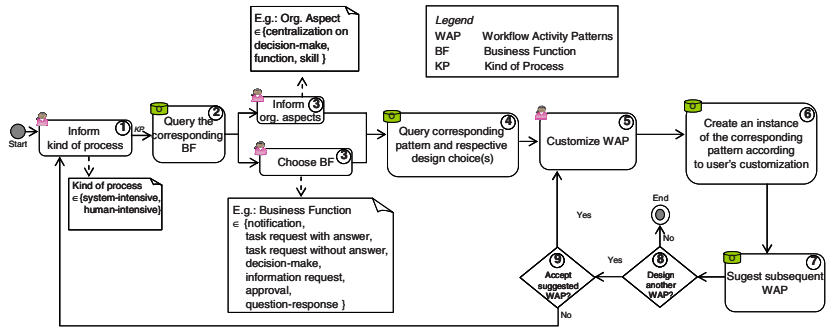 E.g.: Org. Aspect
∈{centralization on
decision-make,
function, skill }
Legend
WAP Workflow Activity Patterns
BF Business Function
KP Kind of Process
Start
1
Inform
kind of process
KP
2
Query the
corresponding
BF
3
Inform
org. aspects
3
Choose BF
4
Query corresponding
pattern and respective
design choice(s)
5
Customize WAP
6
Create an instance
of the corresponding
pattern according
to user's customization
Kind of process
∈{system-intensive,
human-intensive}
E.g.: Business Function
∈ {notification,
task request with answer,
task request without answer,
decision-make,
information request,
approval,
question-response }
Yes
End
No
9
Accept
suggested
WAP?
Yes
8
Design
another
WAP?
7
Sugest subsequent
WAP
No